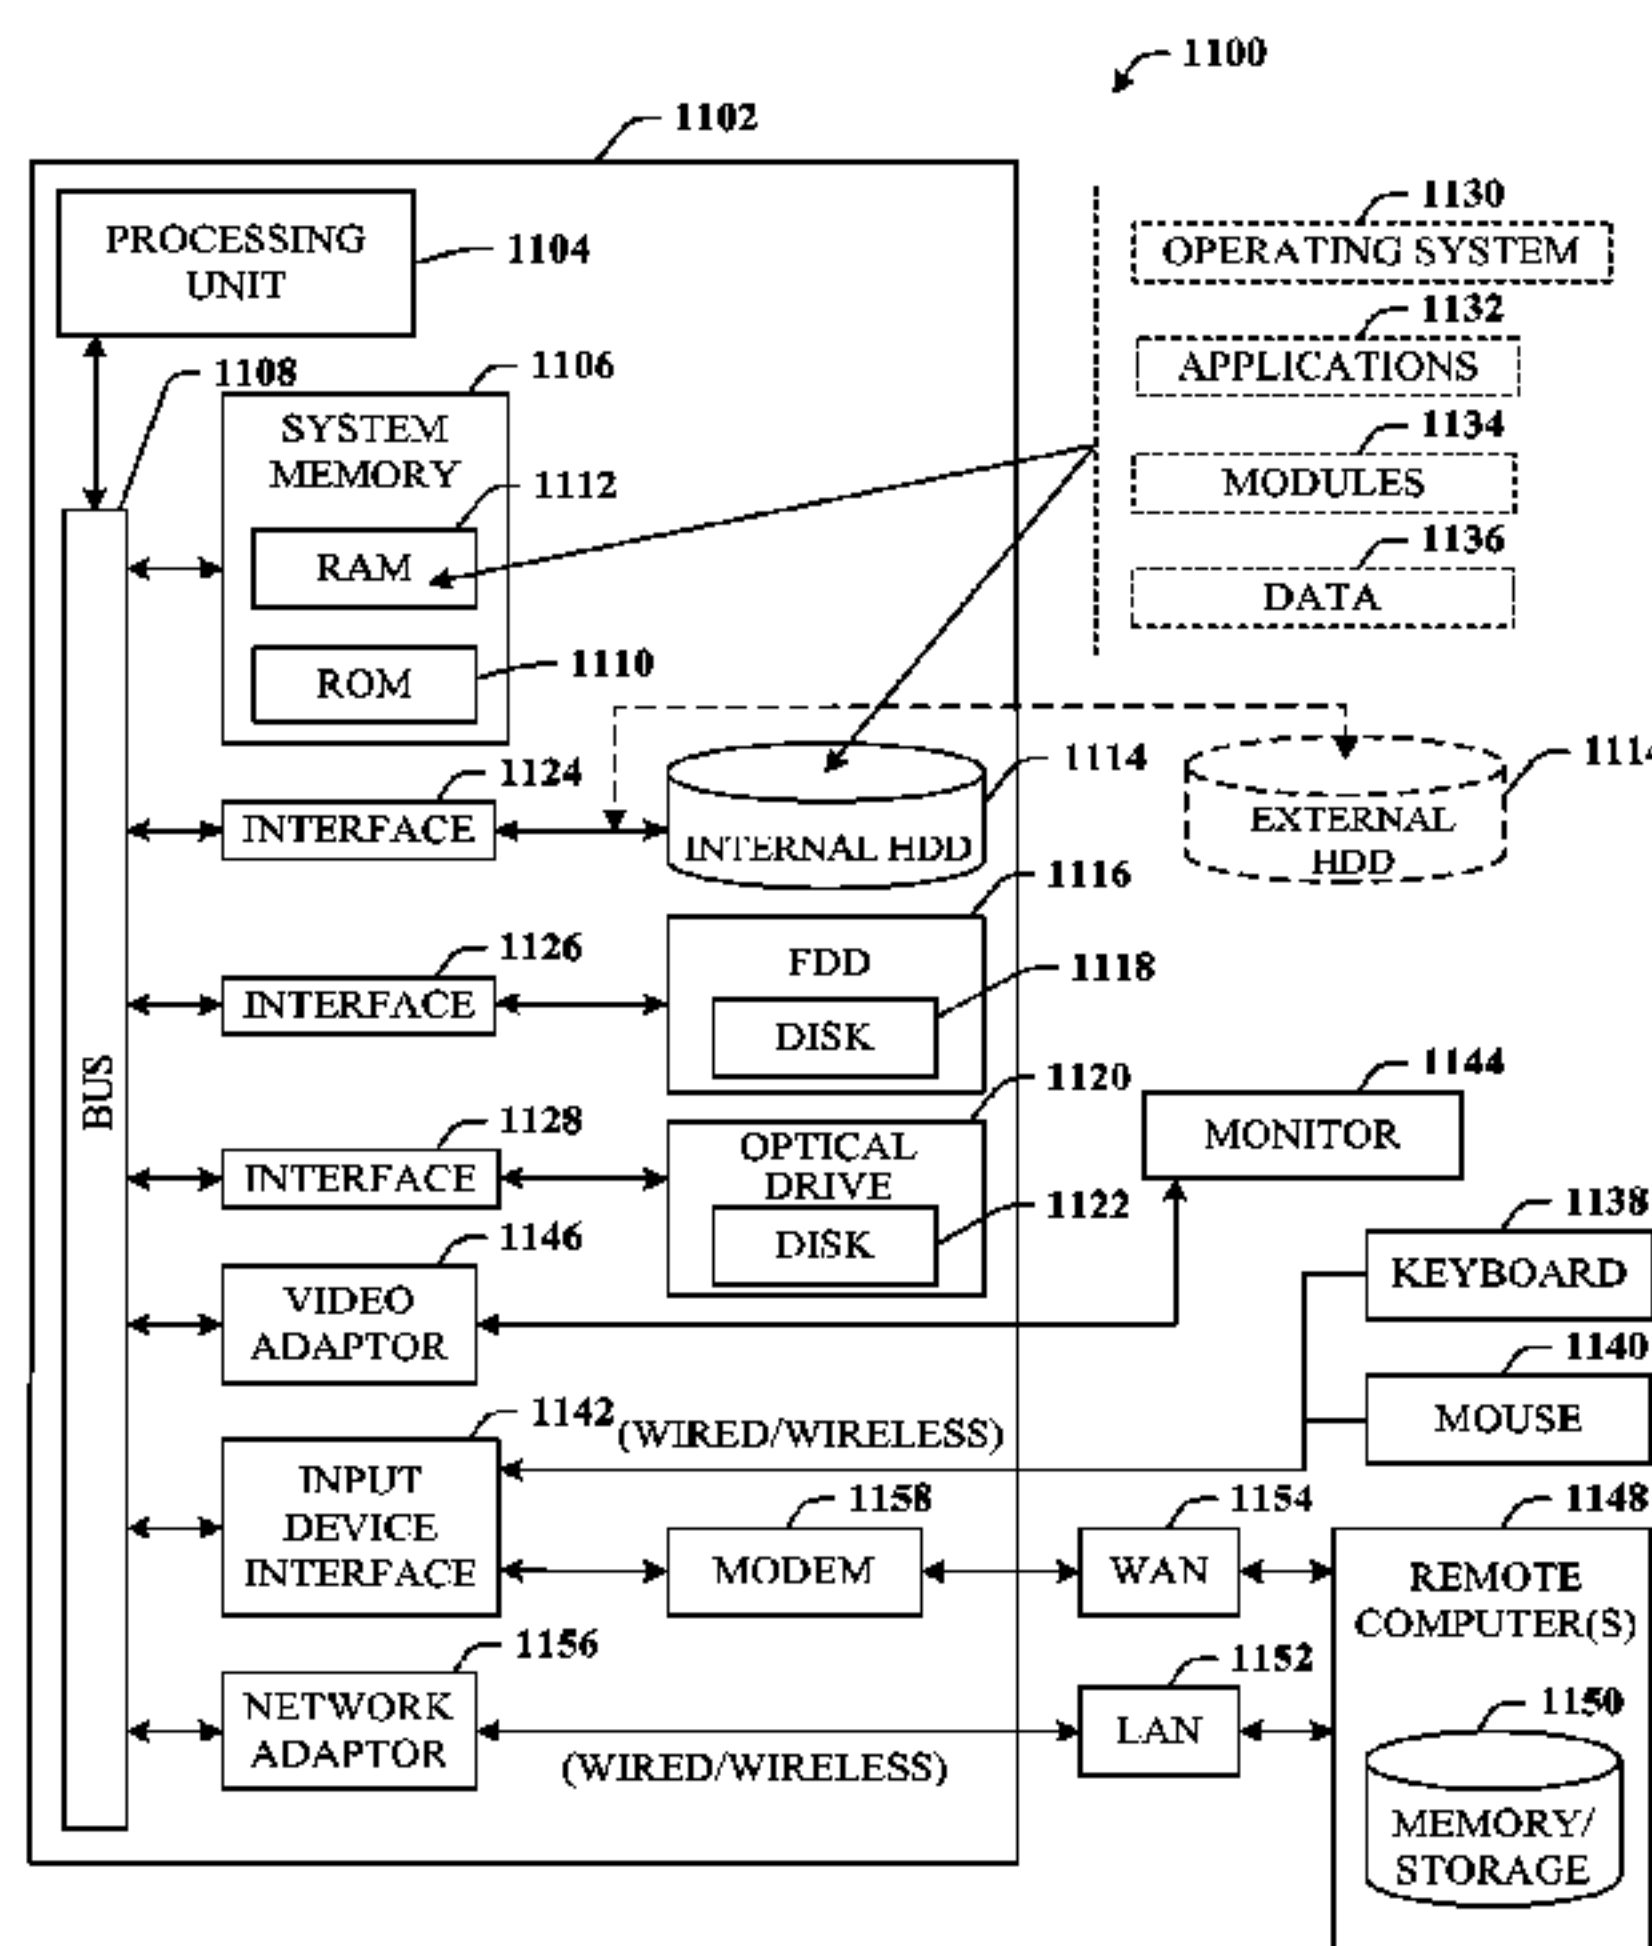 1100
1102
PROCESSING
UNIT
1104
1130
OPERATING SYSTEM
1132
APPLICATIONS
1134
MODULES
1136
DATA
1108
1106
SYSTEM
MEMORY
1112
RAM
1110
ROM
BUS
1124
INTERFACE
1114
INTERNAL HDD
1114
EXTERNAL
HDD
1116
FDD
1126
INTERFACE
1118
DISK
1120
OPTICAL
DRIVE
1128
INTERFACE
1122
DISK
1144
MONITOR
1146
VIDEO
ADAPTOR
1138
KEYBOARD
1140
MOUSE
1142
(WIRED/WIRELESS)
INPUT
DEVICE
INTERFACE
1158
MODEM
1154
WAN
1148
REMOTE
COMPUTER(S)
1156
NETWORK
ADAPTOR
(WIRED/WIRELESS)
1152
LAN
1150
MEMORY/
STORAGE